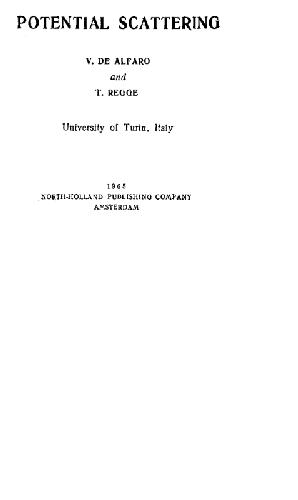 POTENTIAL SCATTERING
V. DE ALFARO
and
T. REGGE
University of Turin, Italy
1965
NORTH-HOLLAND PUBLISHING COMPANY
AMSTERDAM